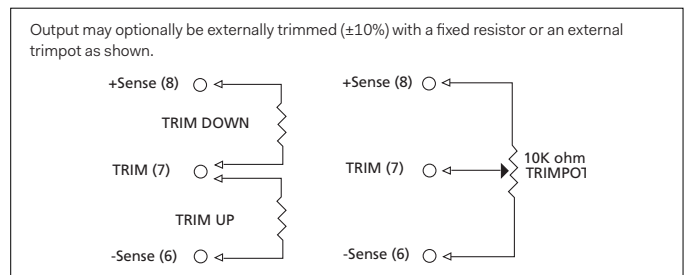 Output may optionally be externally trimmed (±10%) with a fixed resistor or an external
trimpot as shown.
+Sense (8)
TRIM DOWN
TRIM (7)
TRIM UP
-Sense (6)
+Sense (8)
TRIM (7)
10K ohm
TRIMPOT
-Sense (6)